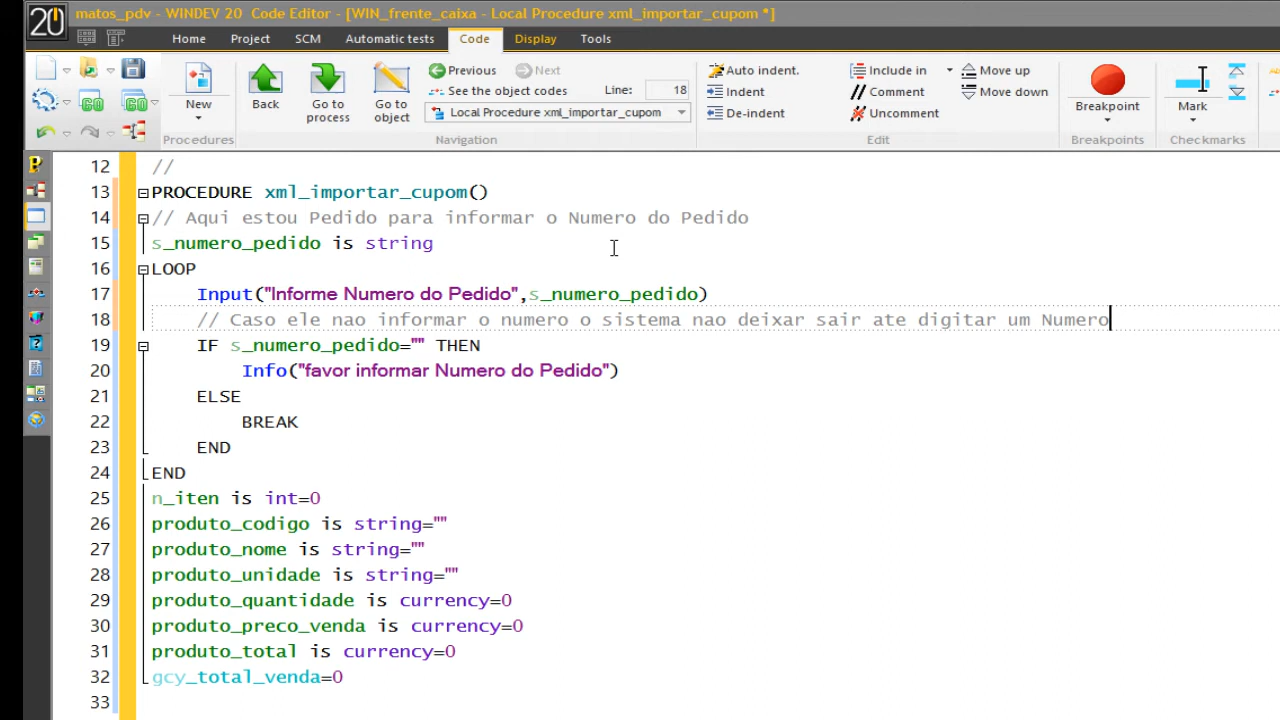 20 matos_pdv - WINDEV 20 Code Editor - [WIN_frente_caixa - Local Procedure xml_importar_cupom *]
Home Project SCM Automatic tests Code Display Tools
Previous Next Auto indent. Include in Move up
See the object codes Line: 18 Indent // Comment Move down
New Back Go to process Go to object Local Procedure xml_importar_cupom De-indent Uncomment Breakpoint Mark
GO GO
Procedures Navigation Edit Breakpoints Checkmarks
12 //
13 PROCEDURE xml_importar_cupom()
14 // Aqui estou Pedido para informar o Numero do Pedido
15 s_numero_pedido is string
16 LOOP
17 Input("Informe Numero do Pedido",s_numero_pedido)
18 // Caso ele nao informar o numero o sistema nao deixar sair ate digitar um Numero
19 IF s_numero_pedido="" THEN
20 Info("favor informar Numero do Pedido")
21 ELSE
22 BREAK
23 END
24 END
25 n_iten is int=0
26 produto_codigo is string=""
27 produto_nome is string=""
28 produto_unidade is string=""
29 produto_quantidade is currency=0
30 produto_preco_venda is currency=0
31 produto_total is currency=0
32 gcy_total_venda=0
33